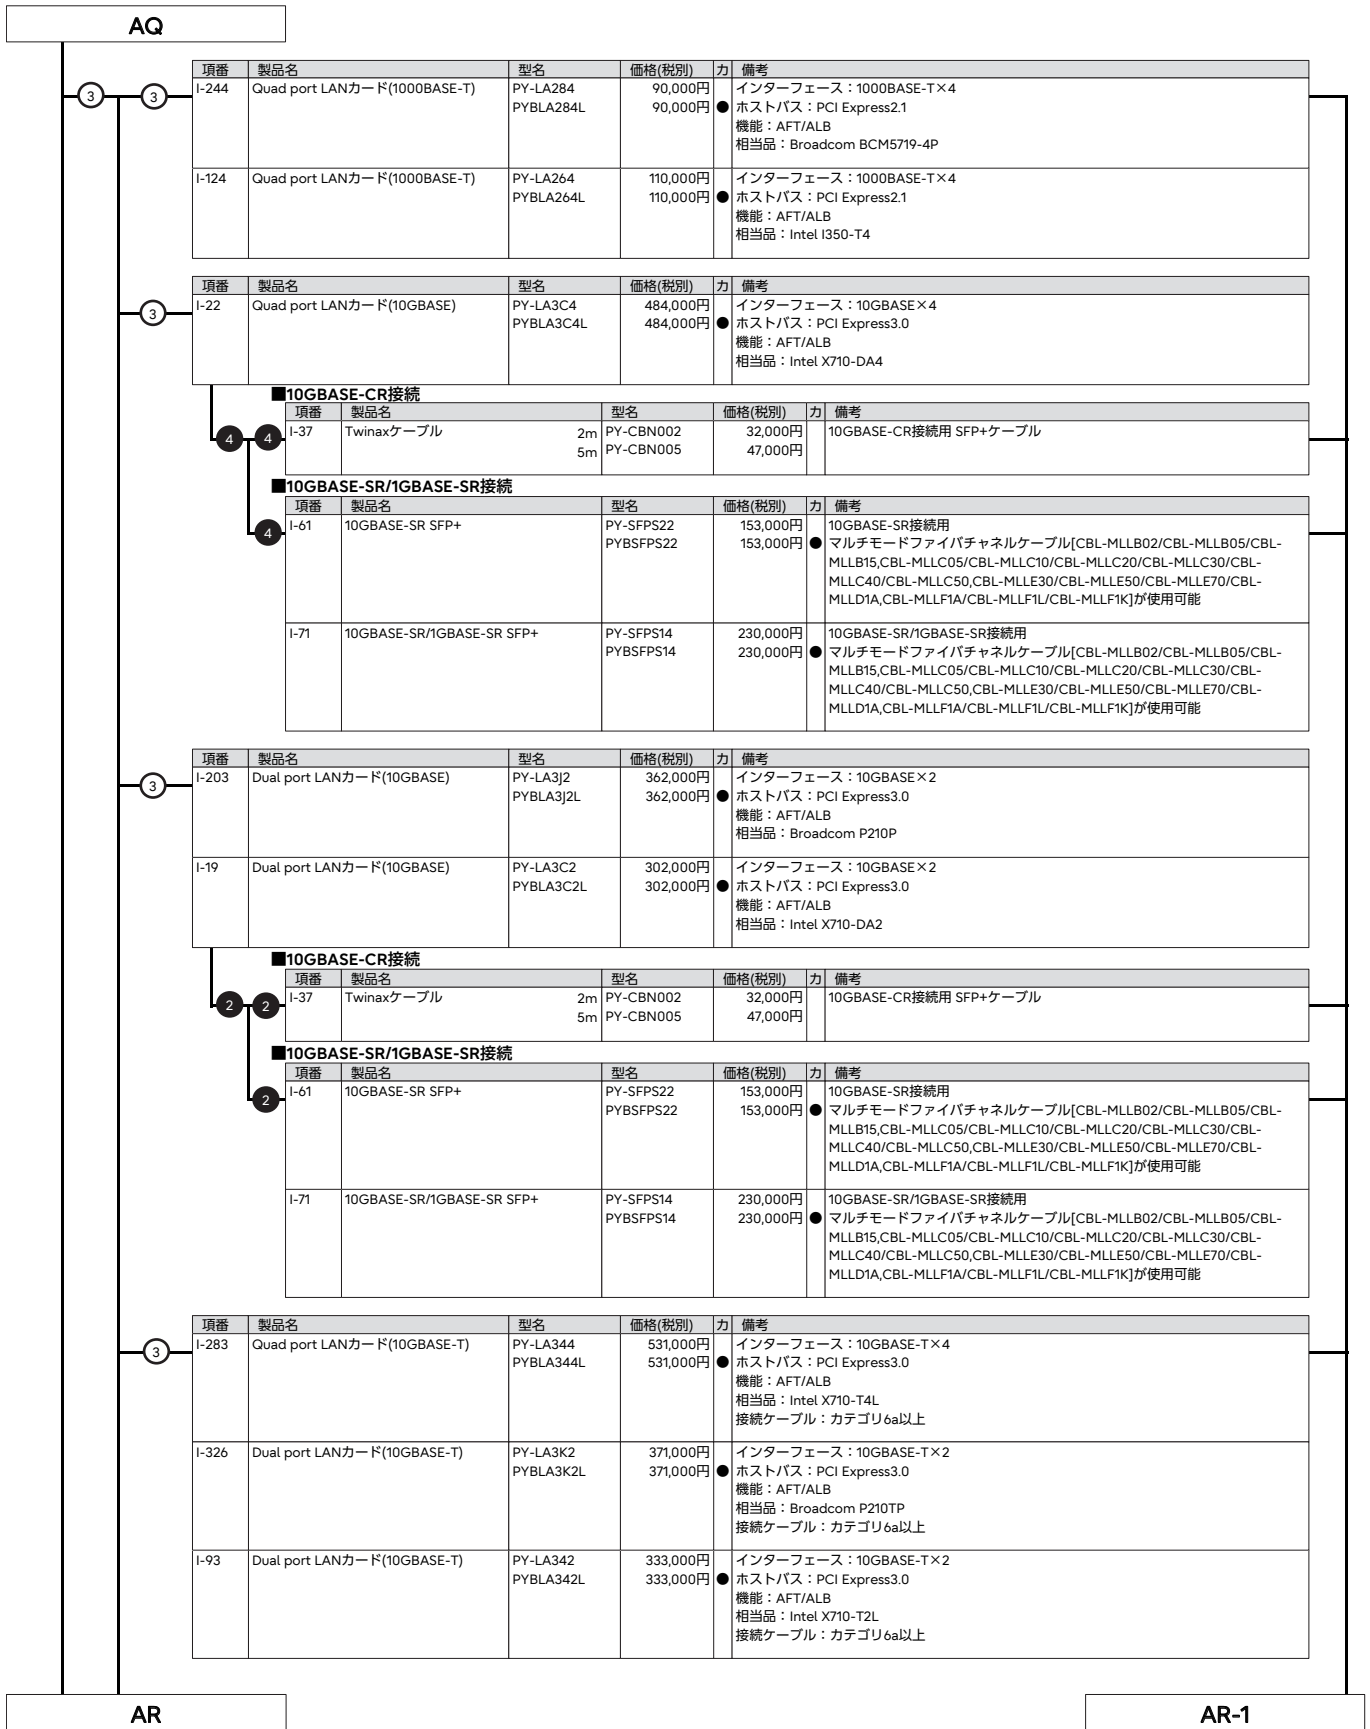 AQ
項番 製品名 型名 価格(税別) カ 備考
3 3 I-244 Quad port LANカード(1000BASE-T) PY-LA284 90,000円 インターフェース：1000BASE-T×4
PYBLA284L 90,000円 ● ホストバス：PCI Express2.1
機能：AFT/ALB
相当品：Broadcom BCM5719-4P
I-124 Quad port LANカード(1000BASE-T) PY-LA264 110,000円 インターフェース：1000BASE-T×4
PYBLA264L 110,000円 ● ホストバス：PCI Express2.1
機能：AFT/ALB
相当品：Intel I350-T4
項番 製品名 型名 価格(税別) カ 備考
3 I-22 Quad port LANカード(10GBASE) PY-LA3C4 484,000円 インターフェース：10GBASE×4
PYBLA3C4L 484,000円 ● ホストバス：PCI Express3.0
機能：AFT/ALB
相当品：Intel X710-DA4
■10GBASE-CR接続
項番 製品名 型名 価格(税別) カ 備考
4 4 I-37 Twinaxケーブル 2m PY-CBN002 32,000円 10GBASE-CR接続用 SFP+ケーブル
5m PY-CBN005 47,000円
■10GBASE-SR/1GBASE-SR接続
項番 製品名 型名 価格(税別) カ 備考
4 I-61 10GBASE-SR SFP+ PY-SFPS22 153,000円 10GBASE-SR接続用
PYBSFPS22 153,000円 ● マルチモードファイバチャネルケーブル[CBL-MLLB02/CBL-MLLB05/CBL-
MLLB15,CBL-MLLC05/CBL-MLLC10/CBL-MLLC20/CBL-MLLC30/CBL-
MLLC40/CBL-MLLC50,CBL-MLLE30/CBL-MLLE50/CBL-MLLE70/CBL-
MLLD1A,CBL-MLLF1A/CBL-MLLF1L/CBL-MLLF1K]が使用可能
I-71 10GBASE-SR/1GBASE-SR SFP+ PY-SFPS14 230,000円 10GBASE-SR/1GBASE-SR接続用
PYBSFPS14 230,000円 ● マルチモードファイバチャネルケーブル[CBL-MLLB02/CBL-MLLB05/CBL-
MLLB15,CBL-MLLC05/CBL-MLLC10/CBL-MLLC20/CBL-MLLC30/CBL-
MLLC40/CBL-MLLC50,CBL-MLLE30/CBL-MLLE50/CBL-MLLE70/CBL-
MLLD1A,CBL-MLLF1A/CBL-MLLF1L/CBL-MLLF1K]が使用可能
項番 製品名 型名 価格(税別) カ 備考
3 I-203 Dual port LANカード(10GBASE) PY-LA3J2 362,000円 インターフェース：10GBASE×2
PYBLA3J2L 362,000円 ● ホストバス：PCI Express3.0
機能：AFT/ALB
相当品：Broadcom P210P
I-19 Dual port LANカード(10GBASE) PY-LA3C2 302,000円 インターフェース：10GBASE×2
PYBLA3C2L 302,000円 ● ホストバス：PCI Express3.0
機能：AFT/ALB
相当品：Intel X710-DA2
■10GBASE-CR接続
項番 製品名 型名 価格(税別) カ 備考
2 2 I-37 Twinaxケーブル 2m PY-CBN002 32,000円 10GBASE-CR接続用 SFP+ケーブル
5m PY-CBN005 47,000円
■10GBASE-SR/1GBASE-SR接続
項番 製品名 型名 価格(税別) カ 備考
2 I-61 10GBASE-SR SFP+ PY-SFPS22 153,000円 10GBASE-SR接続用
PYBSFPS22 153,000円 ● マルチモードファイバチャネルケーブル[CBL-MLLB02/CBL-MLLB05/CBL-
MLLB15,CBL-MLLC05/CBL-MLLC10/CBL-MLLC20/CBL-MLLC30/CBL-
MLLC40/CBL-MLLC50,CBL-MLLE30/CBL-MLLE50/CBL-MLLE70/CBL-
MLLD1A,CBL-MLLF1A/CBL-MLLF1L/CBL-MLLF1K]が使用可能
I-71 10GBASE-SR/1GBASE-SR SFP+ PY-SFPS14 230,000円 10GBASE-SR/1GBASE-SR接続用
PYBSFPS14 230,000円 ● マルチモードファイバチャネルケーブル[CBL-MLLB02/CBL-MLLB05/CBL-
MLLB15,CBL-MLLC05/CBL-MLLC10/CBL-MLLC20/CBL-MLLC30/CBL-
MLLC40/CBL-MLLC50,CBL-MLLE30/CBL-MLLE50/CBL-MLLE70/CBL-
MLLD1A,CBL-MLLF1A/CBL-MLLF1L/CBL-MLLF1K]が使用可能
項番 製品名 型名 価格(税別) カ 備考
3 I-283 Quad port LANカード(10GBASE-T) PY-LA344 531,000円 インターフェース：10GBASE-T×4
PYBLA344L 531,000円 ● ホストバス：PCI Express3.0
機能：AFT/ALB
相当品：Intel X710-T4L
接続ケーブル：カテゴリ6a以上
I-326 Dual port LANカード(10GBASE-T) PY-LA3K2 371,000円 インターフェース：10GBASE-T×2
PYBLA3K2L 371,000円 ● ホストバス：PCI Express3.0
機能：AFT/ALB
相当品：Broadcom P210TP
接続ケーブル：カテゴリ6a以上
I-93 Dual port LANカード(10GBASE-T) PY-LA342 333,000円 インターフェース：10GBASE-T×2
PYBLA342L 333,000円 ● ホストバス：PCI Express3.0
機能：AFT/ALB
相当品：Intel X710-T2L
接続ケーブル：カテゴリ6a以上
AR AR-1